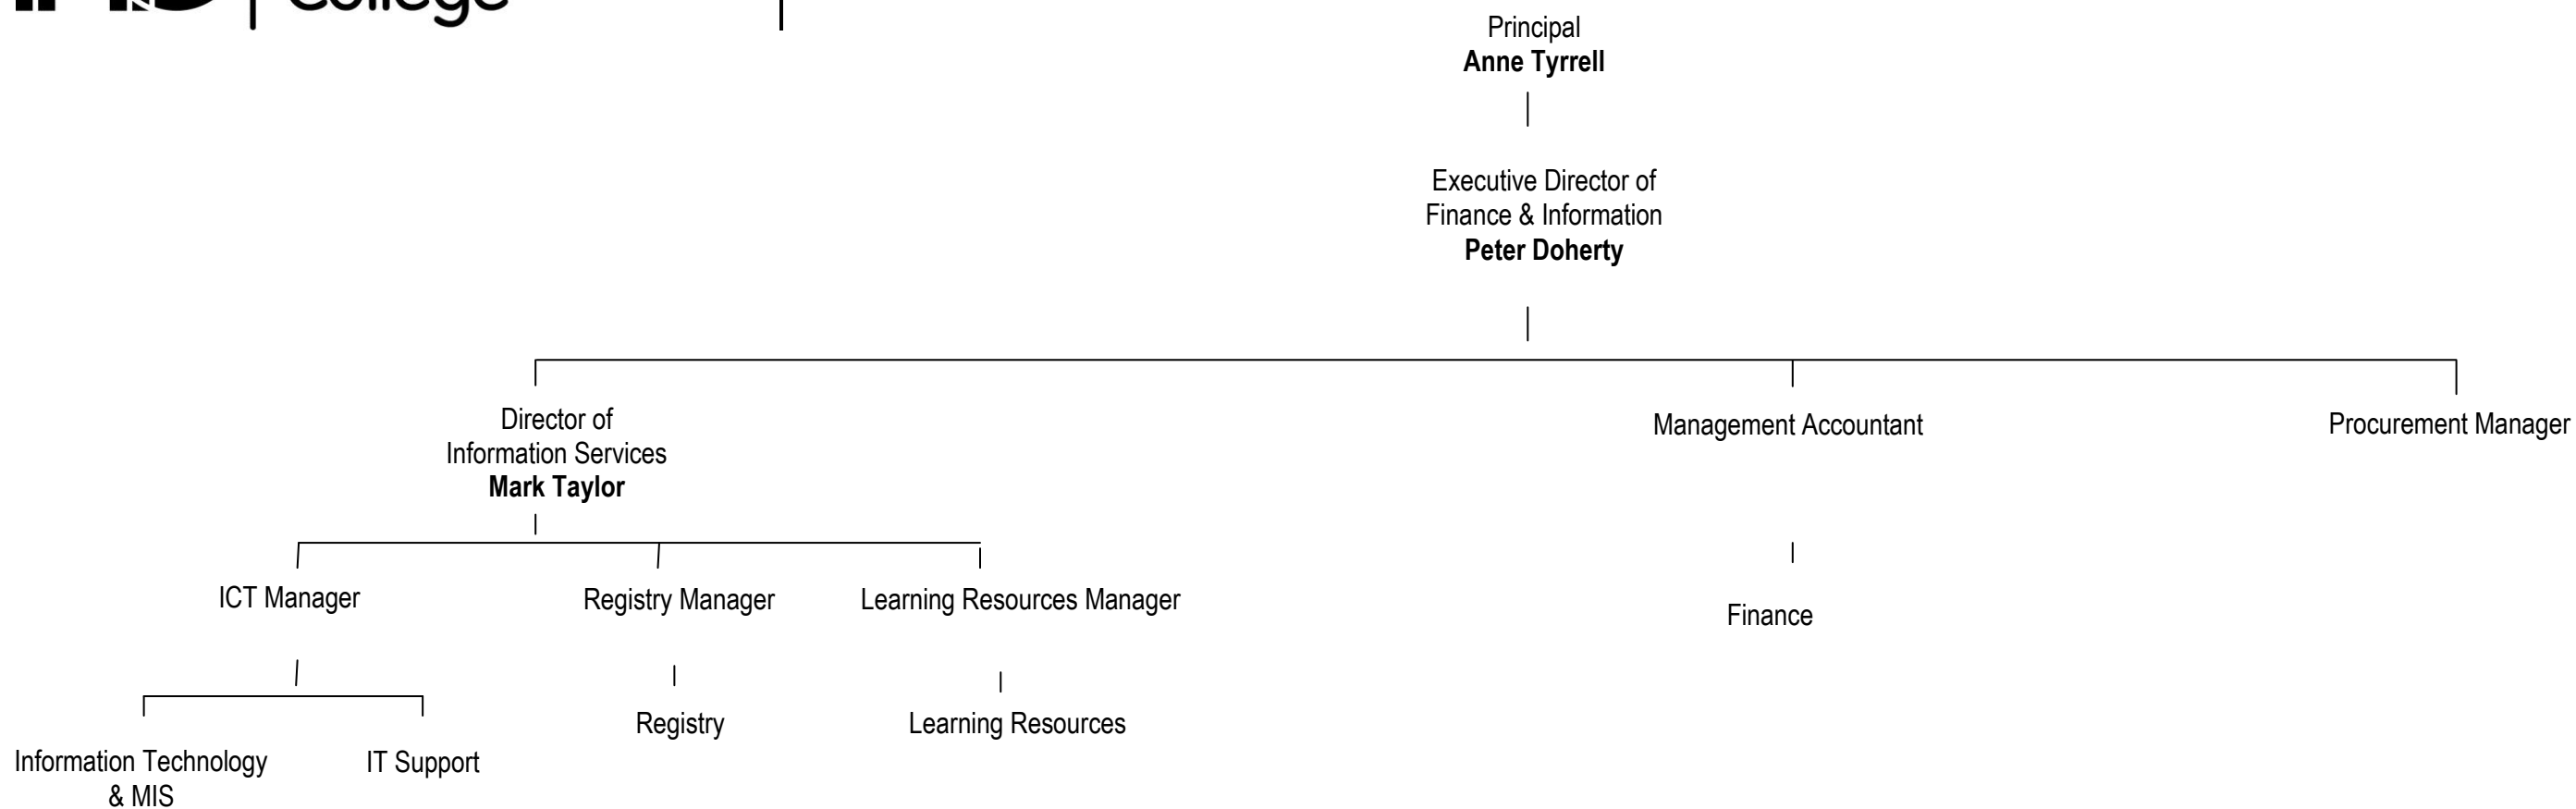 College
Principal
Anne Tyrrell
Executive Director of
Finance & Information
Peter Doherty
Director of
Information Services
Mark Taylor
Management Accountant
Procurement Manager
ICT Manager
Registry Manager
Learning Resources Manager
Finance
Registry
Learning Resources
Information Technology
& MIS
IT Support